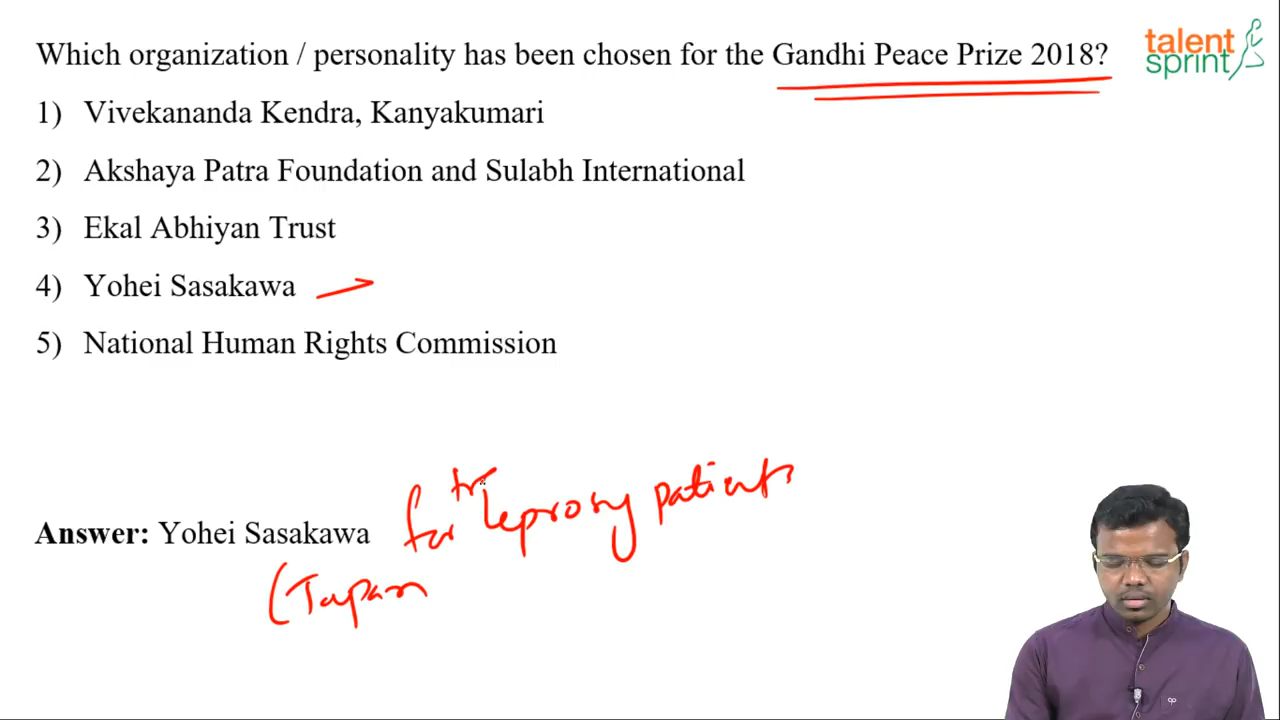 Which organization / personality has been chosen for the Gandhi Peace Prize 2018?
talent
sprint
1) Vivekananda Kendra, Kanyakumari
2) Akshaya Patra Foundation and Sulabh International
3) Ekal Abhiyan Trust
4) Yohei Sasakawa
5) National Human Rights Commission
tr
for leprosy patients
Answer: Yohei Sasakawa
(Japan